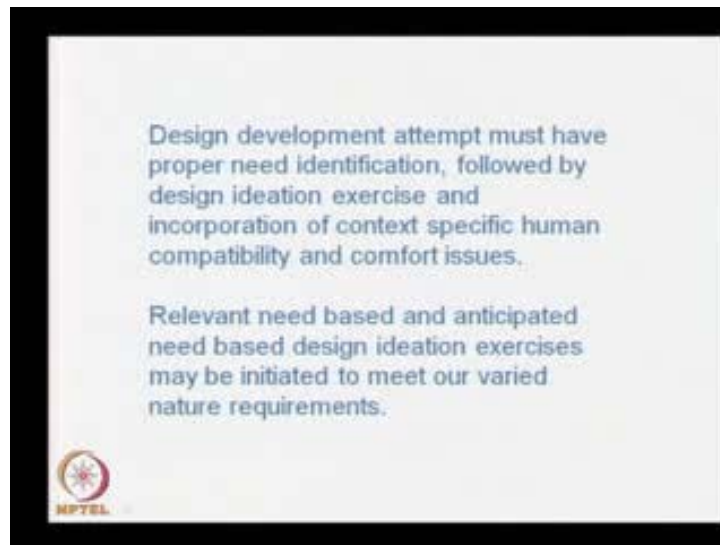 Design development attempt must have
proper need identification, followed by
design ideation exercise and
incorporation of context specific human
compatibility and comfort issues.
Relevant need based and anticipated
need based design ideation exercises
may be initiated to meet our varied
nature requirements.
NPTEL